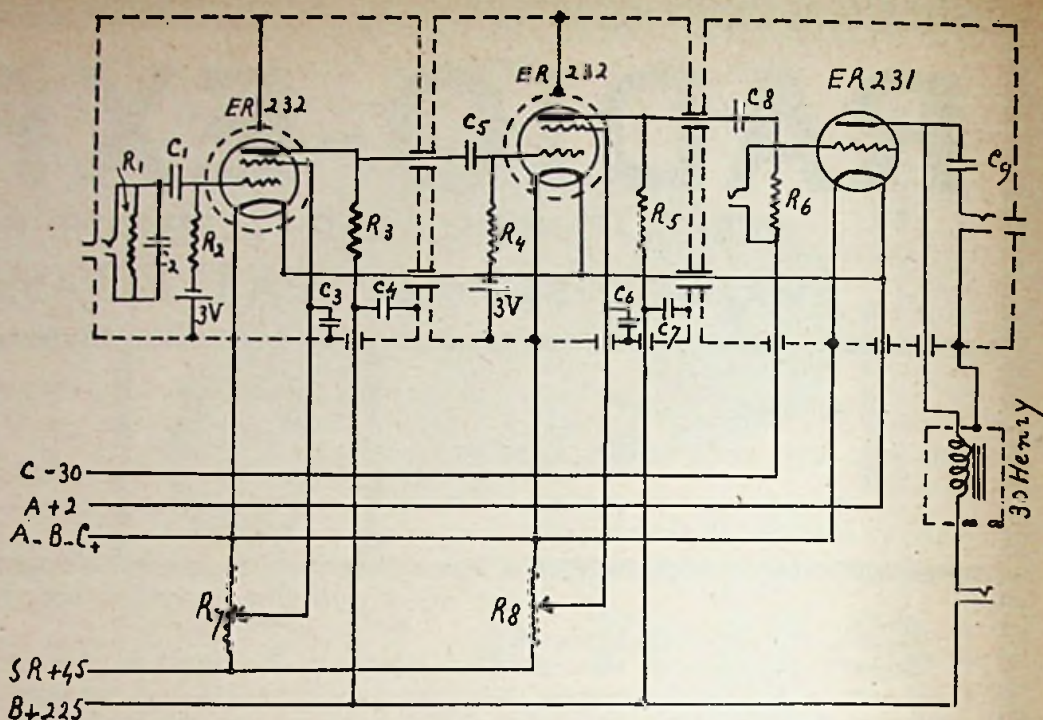 ER 232
ER 232
ER 231
R1
C1
R2
3V
C3
C4
R3
C5
R4
3V
C6
C7
R5
C8
R6
C9
30 Henry
C-30
A+2
A-B-C+
R7
R8
SR+45
B+225